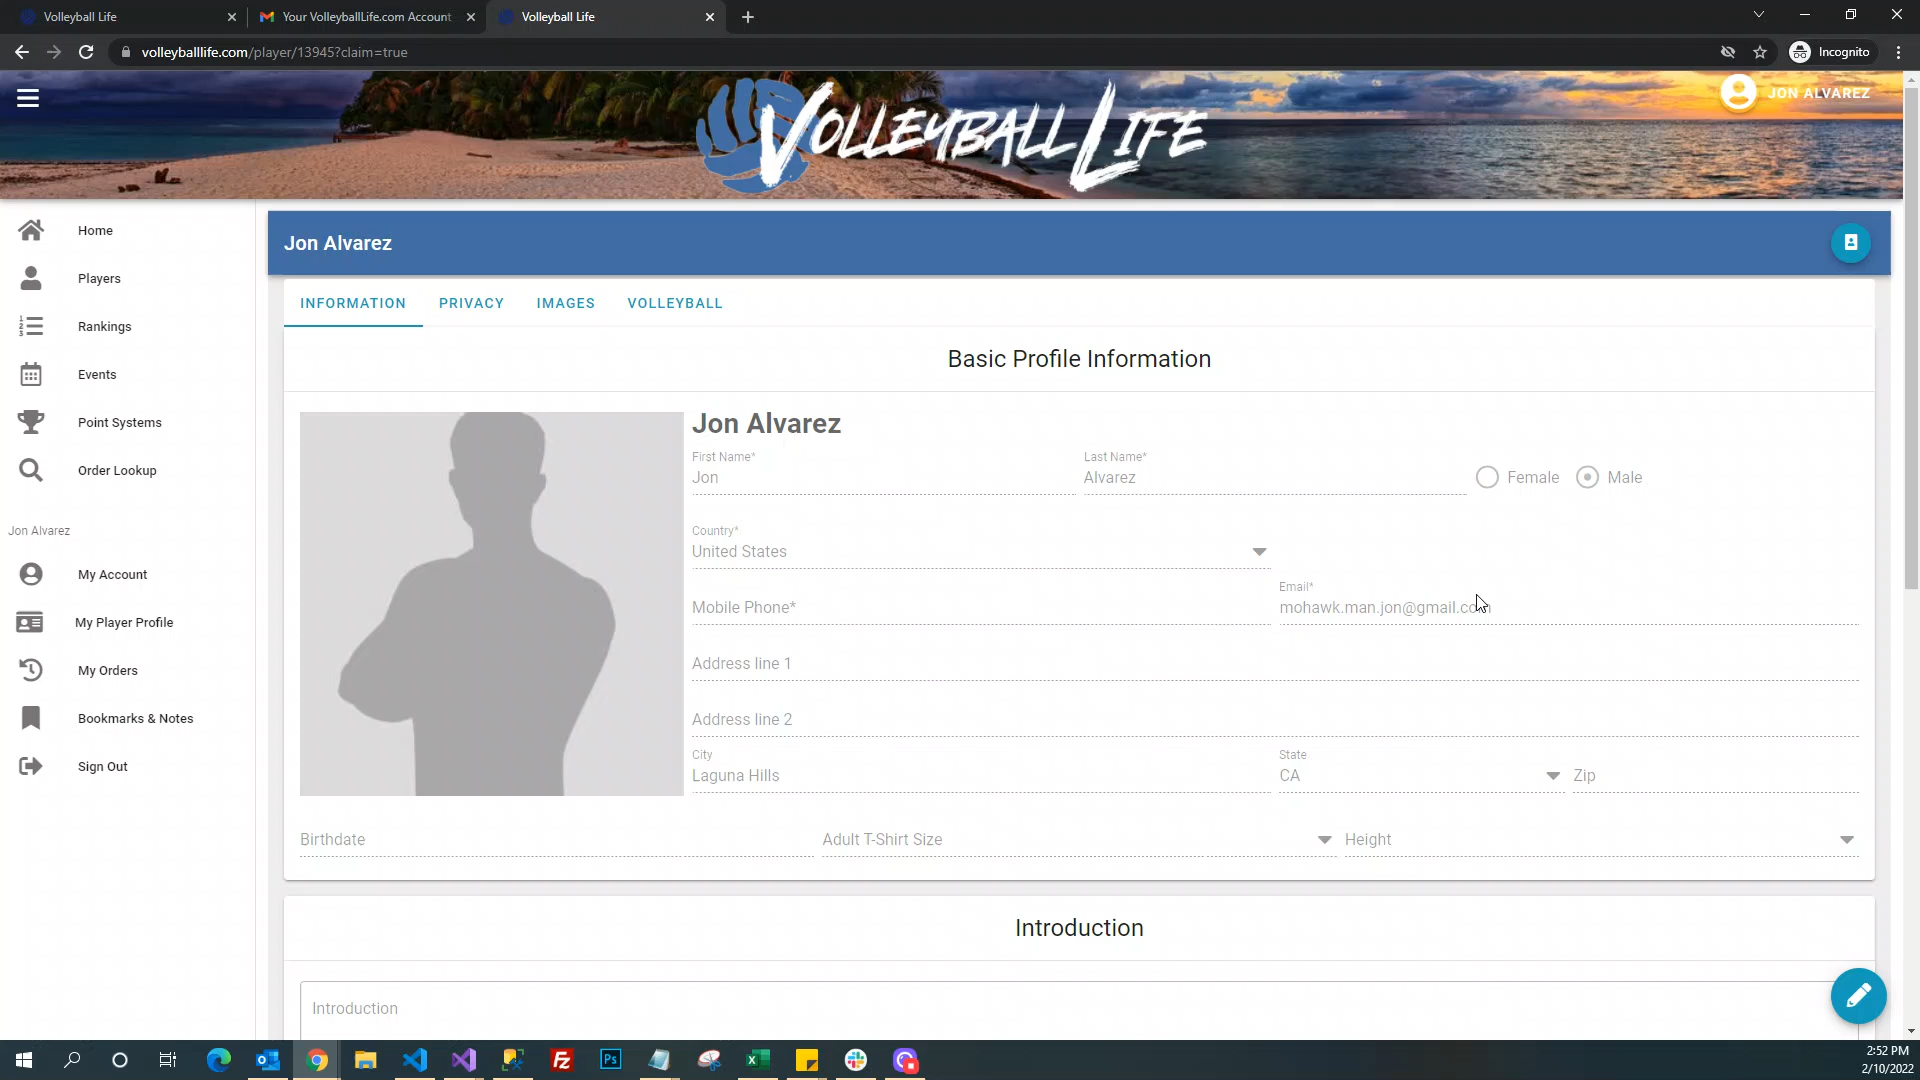 Volleyball Life
Your VolleyballLife.com Account
Volleyball Life
volleyballlife.com/player/13945?claim=true
Incognito
VOLLEYBALL LIFE
JON ALVAREZ
Home
Players
Rankings
Events
Point Systems
Order Lookup
Jon Alvarez
My Account
My Player Profile
My Orders
Bookmarks & Notes
Sign Out
Jon Alvarez
INFORMATION PRIVACY IMAGES VOLLEYBALL
Basic Profile Information
Jon Alvarez
First Name* Last Name*
Jon Alvarez Female Male
Country*
United States
Email*
Mobile Phone* mohawk.man.jon@gmail.com
Address line 1
Address line 2
City State
Laguna Hills CA Zip
Birthdate Adult T-Shirt Size Height
Introduction
Introduction
Ps
2:52 PM
2/10/2022